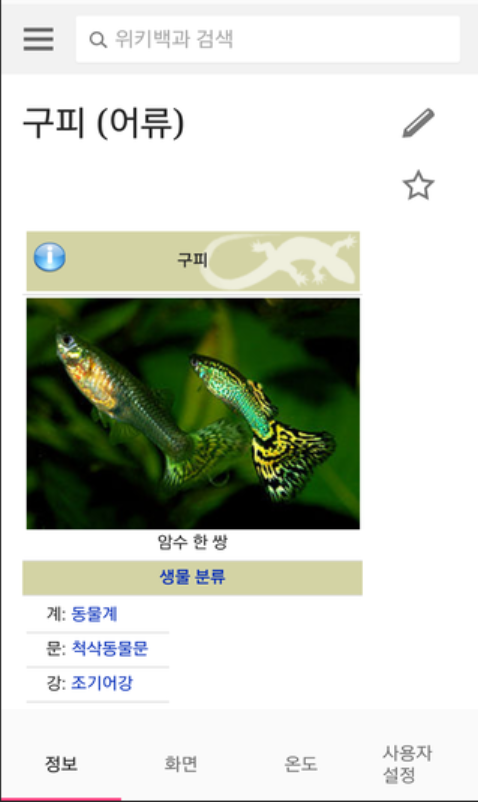 위키백과 검색
구피 (어류)
구피
암수 한 쌍
생물 분류
계: 동물계
문: 척삭동물문
강: 조기어강
정보
화면
온도
사용자
설정